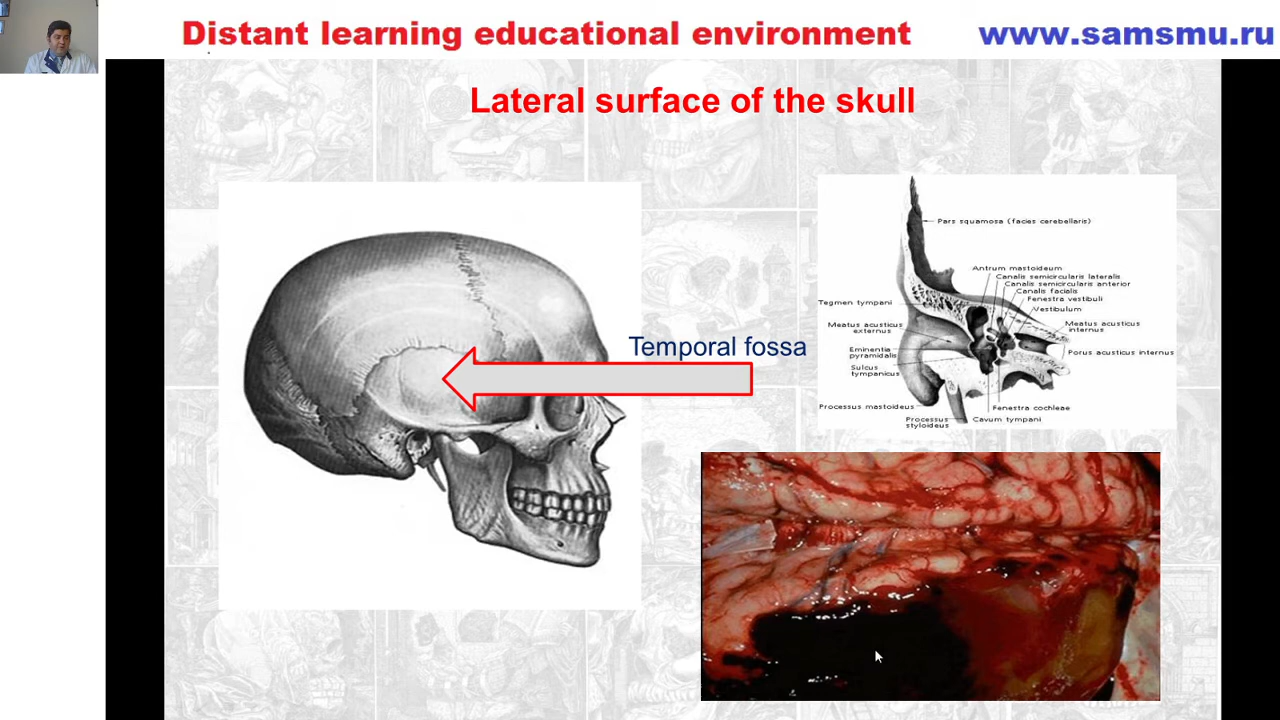 Distant learning educational environment
www.samsmu.ru
Lateral surface of the skull
Temporal fossa
Pars squamosa (facies cerebellaris)
Antrum mastoideum
Canalis semicircularis lateralis
Canalis semicircularis anterior
Canalis facialis
Fenestra vestibuli
Vestibulum
Tegmen tympani
Meatus acusticus
externus
Meatus acusticus
internus
Eminentia
pyramidalis
Porus acusticus internus
Sulcus
tympanicus
Processus mastoideus
Fenestra cochleae
Processus
styloideus
Cavum tympani